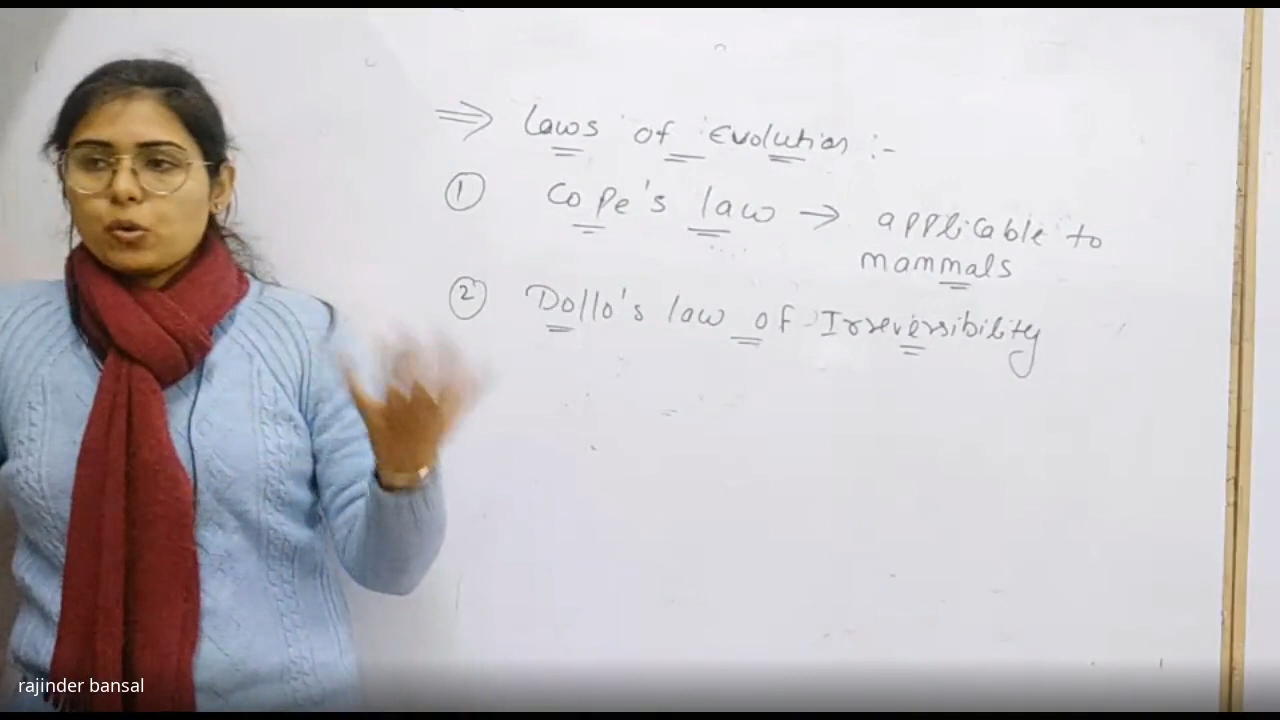 ⇒ Laws of Evolution :-
① Cope's law → applicable to
mammals
② Dollo's law of Irreversibility
rajinder bansal